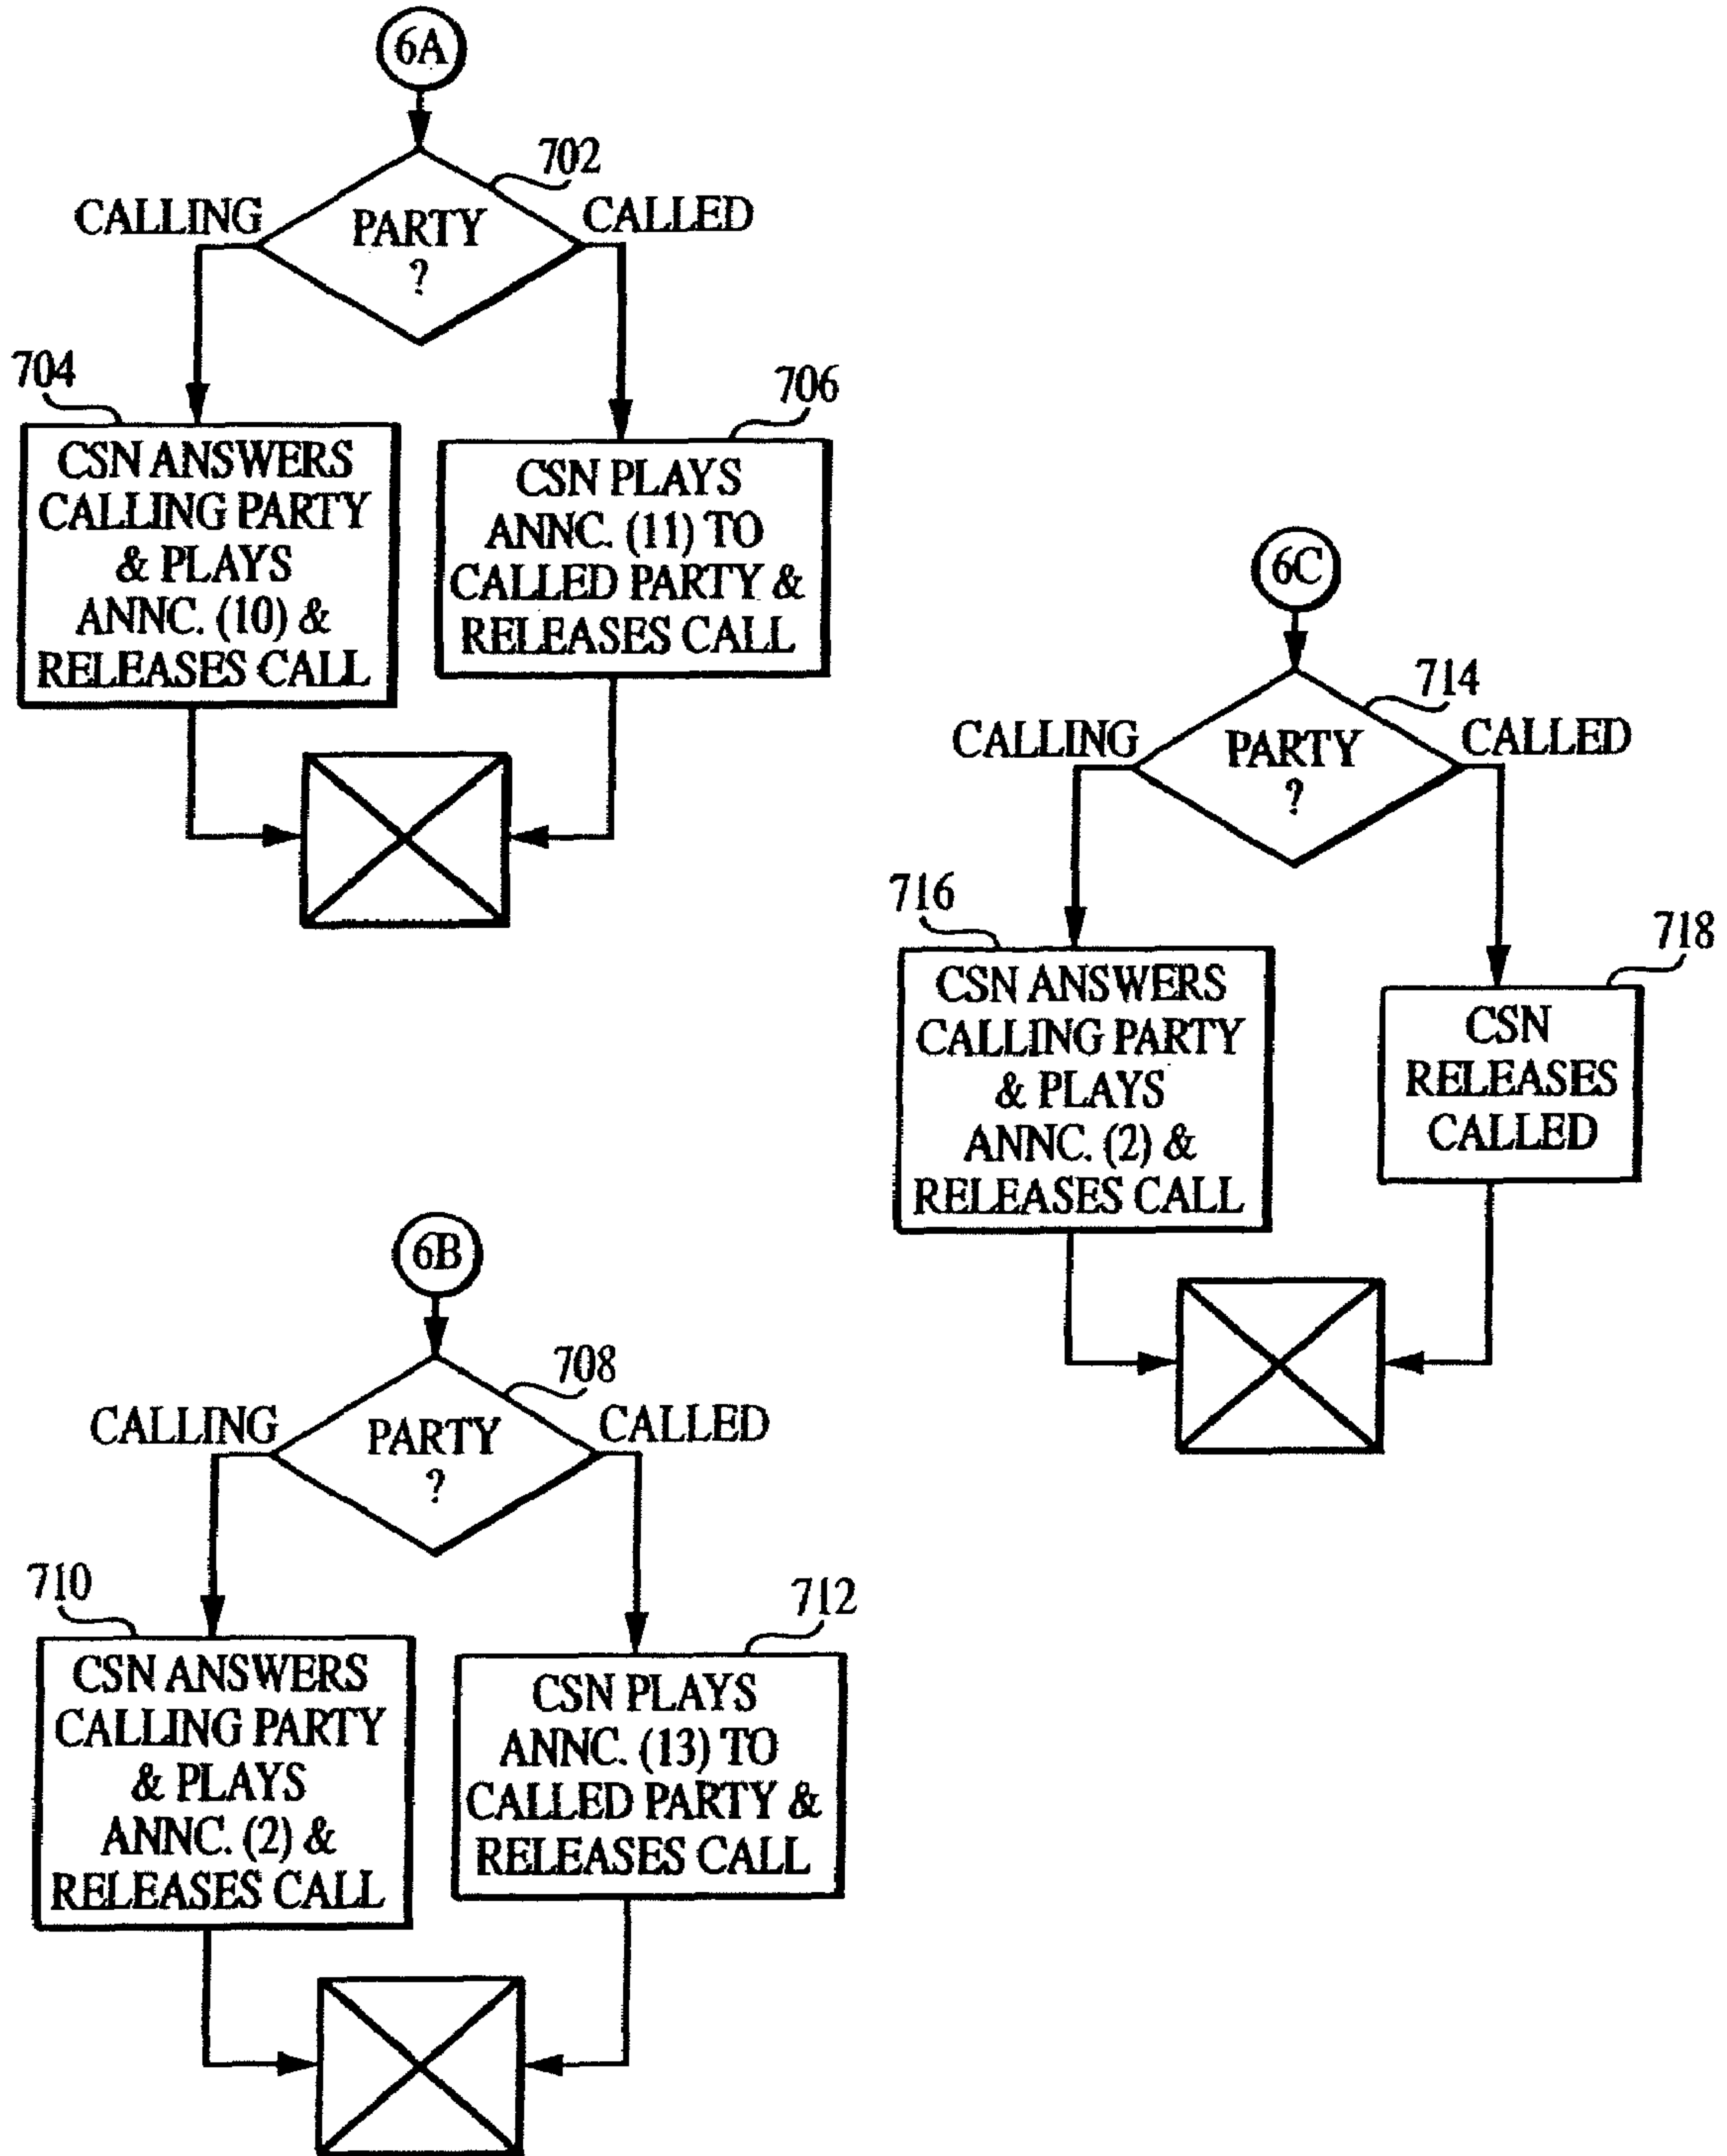 6A
702
CALLING
PARTY
?
CALLED
704
CSN ANSWERS
CALLING PARTY
& PLAYS
ANNC. (10) &
RELEASES CALL
706
CSN PLAYS
ANNC. (11) TO
CALLED PARTY &
RELEASES CALL
6C
714
CALLING
PARTY
?
CALLED
716
CSN ANSWERS
CALLING PARTY
& PLAYS
ANNC. (2) &
RELEASES CALL
718
CSN
RELEASES
CALLED
6B
708
CALLING
PARTY
?
CALLED
710
CSN ANSWERS
CALLING PARTY
& PLAYS
ANNC. (2) &
RELEASES CALL
712
CSN PLAYS
ANNC. (13) TO
CALLED PARTY &
RELEASES CALL